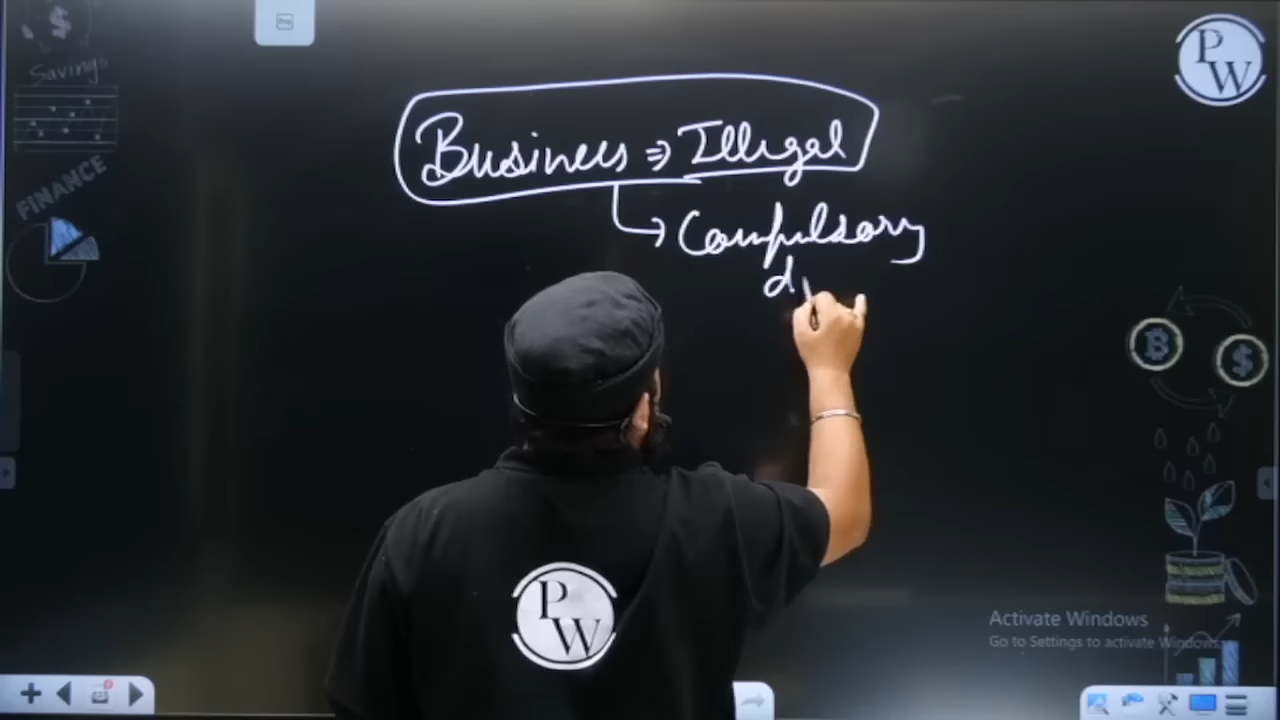 Savings
$
P
W
Business ⇒ Illegal
FINANCE
Compulsory
d
B
$
P
W
Activate Windows
Go to Settings to activate Windows.